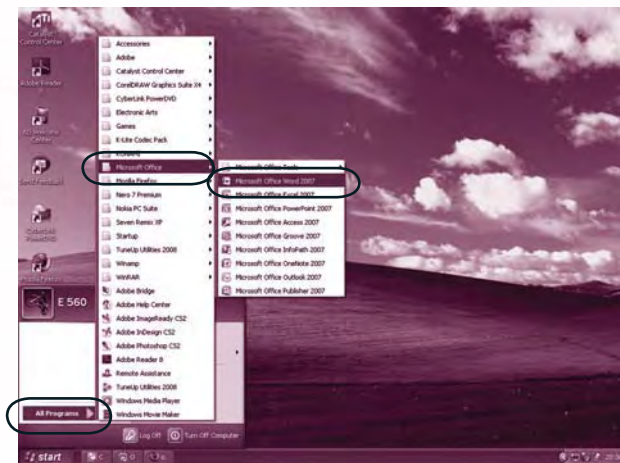 Catalyst
Control Center
Adobe Reader
CyberLink
PowerDVD
Accessories
Adobe
Catalyst Control Center
CorelDRAW Graphics Suite X4
CyberLink PowerDVD
Electronic Arts
Games
K-Lite Codec Pack
Microsoft Office
Mozilla Firefox
Nero 7 Premium
Nokia PC Suite
Seven Remix XP
Startup
TuneUp Utilities 2008
Winamp
WinRAR
Adobe Bridge
Adobe Help Center
Adobe ImageReady CS2
Adobe InDesign CS2
Adobe Photoshop CS2
Adobe Reader 8
Remote Assistance
TuneUp Utilities 2008
Windows Media Player
Windows Movie Maker
Microsoft Office Tools
Microsoft Office Word 2007
Microsoft Office Excel 2007
Microsoft Office PowerPoint 2007
Microsoft Office Access 2007
Microsoft Office Groove 2007
Microsoft Office InfoPath 2007
Microsoft Office OneNote 2007
Microsoft Office Outlook 2007
Microsoft Office Publisher 2007
E 560
All Programs
Log Off
Turn Off Computer
start